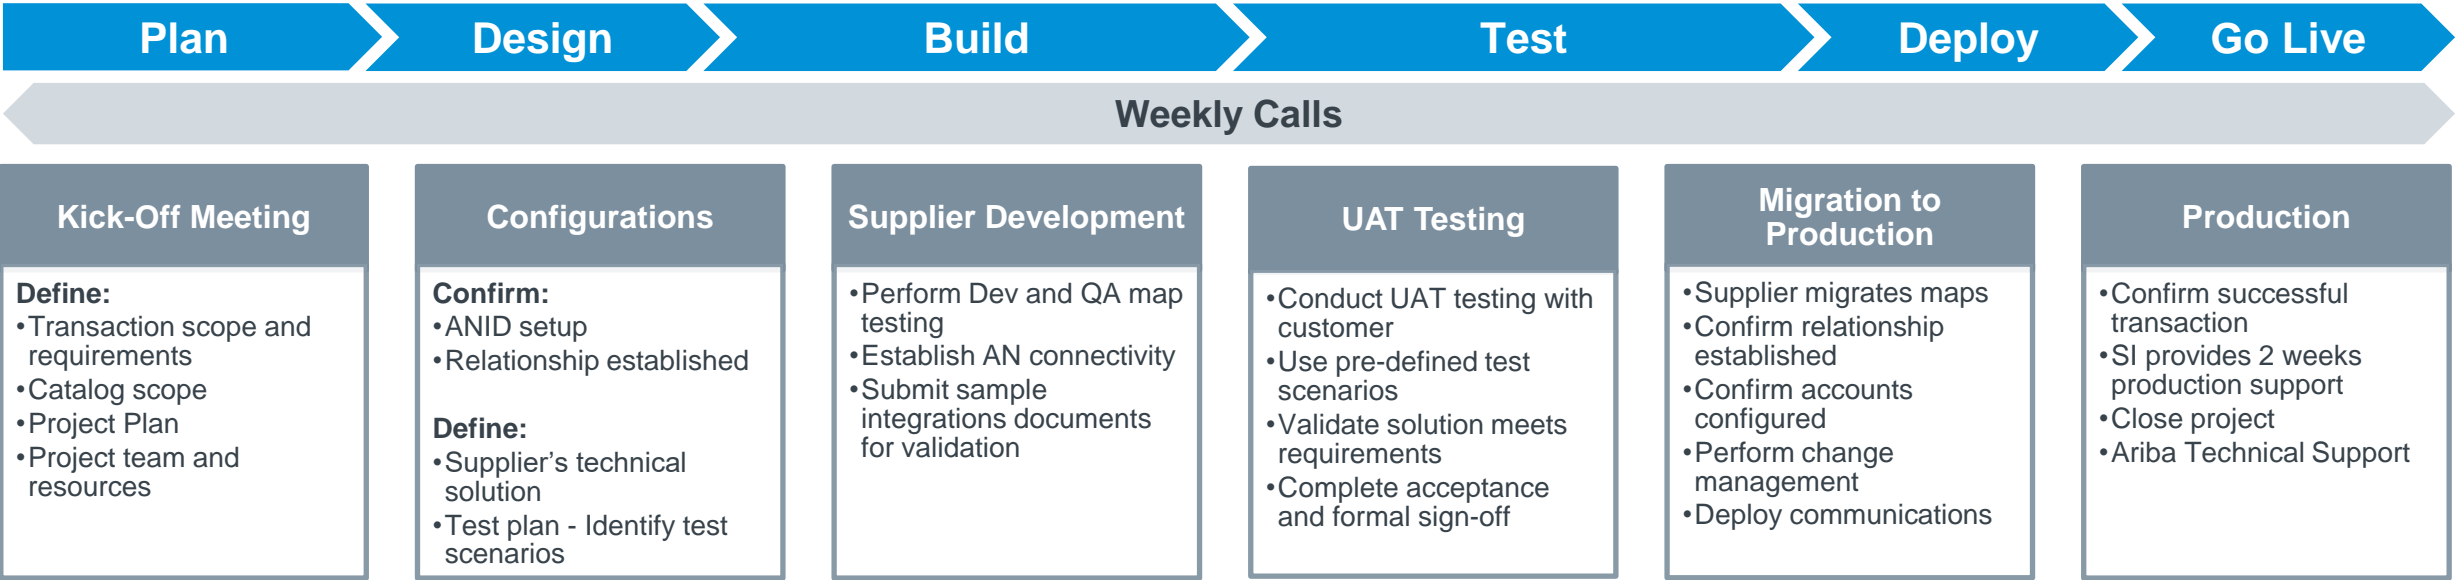 Plan
Design
Build
Test
Deploy
Go Live
Weekly Calls
Kick-Off Meeting
Define:
•Transaction scope and
requirements
•Catalog scope
•Project Plan
•Project team and
resources
Configurations
Confirm:
•ANID setup
•Relationship established
Define:
•Supplier’s technical
solution
•Test plan - Identify test
scenarios
Supplier Development
•Perform Dev and QA map
testing
•Establish AN connectivity
•Submit sample
integrations documents
for validation
UAT Testing
•Conduct UAT testing with
customer
•Use pre-defined test
scenarios
•Validate solution meets
requirements
•Complete acceptance
and formal sign-off
Migration to
Production
•Supplier migrates maps
•Confirm relationship
established
•Confirm accounts
configured
•Perform change
management
•Deploy communications
Production
•Confirm successful
transaction
•SI provides 2 weeks
production support
•Close project
•Ariba Technical Support